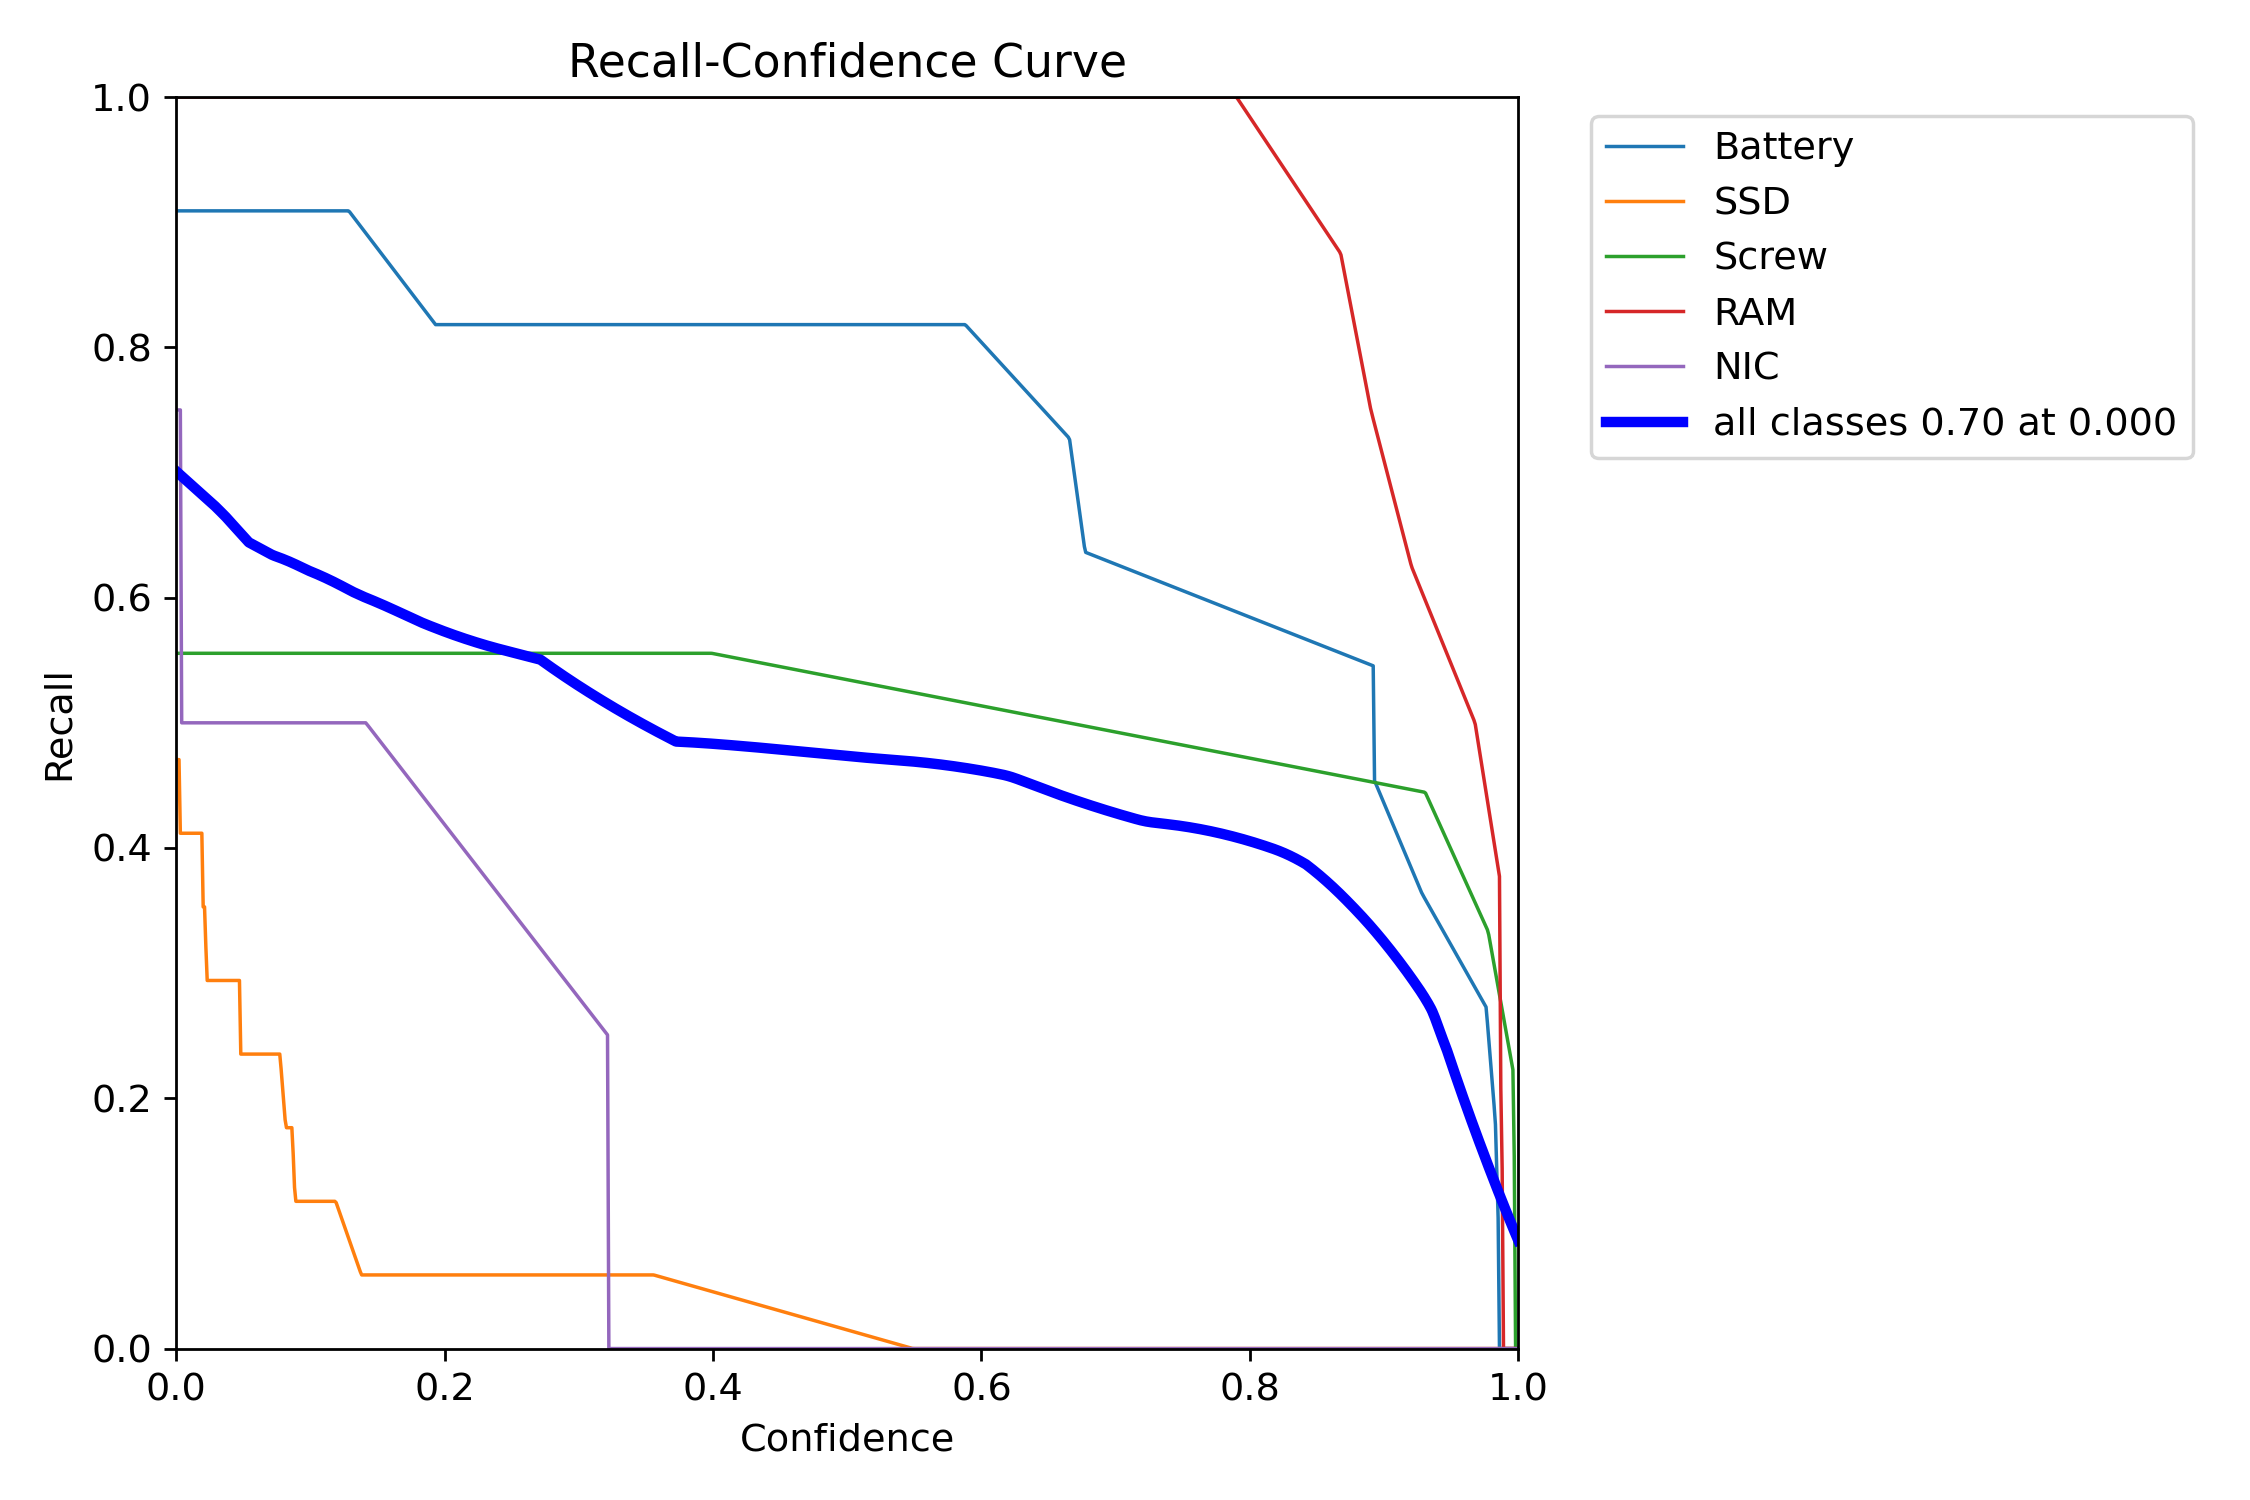 Recall-Confidence Curve
1.0
0.8
0.6
0.4
0.2
0.0
Recall
0.0 0.2 0.4 0.6 0.8 1.0
Confidence
Battery
SSD
Screw
RAM
NIC
all classes 0.70 at 0.000